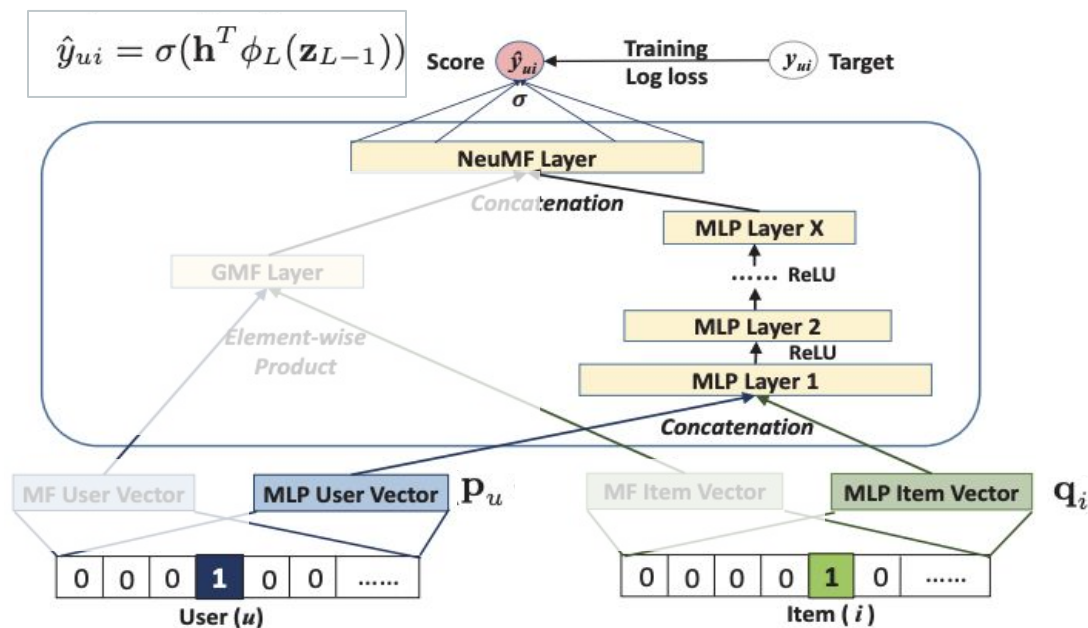 ŷ_ui = σ(h^T ϕ_L(z_{L-1}))
Score ŷ_ui Training y_ui Target
Log loss
σ
NeuMF Layer
Concatenation
MLP Layer X
GMF Layer
...... ReLU
Element-wise
Product
MLP Layer 2
ReLU
MLP Layer 1
Concatenation
MF User Vector MLP User Vector p_u MF Item Vector MLP Item Vector q_i
0 0 0 1 0 0 ...... 0 0 0 0 1 0 ......
User (u) Item ( i )